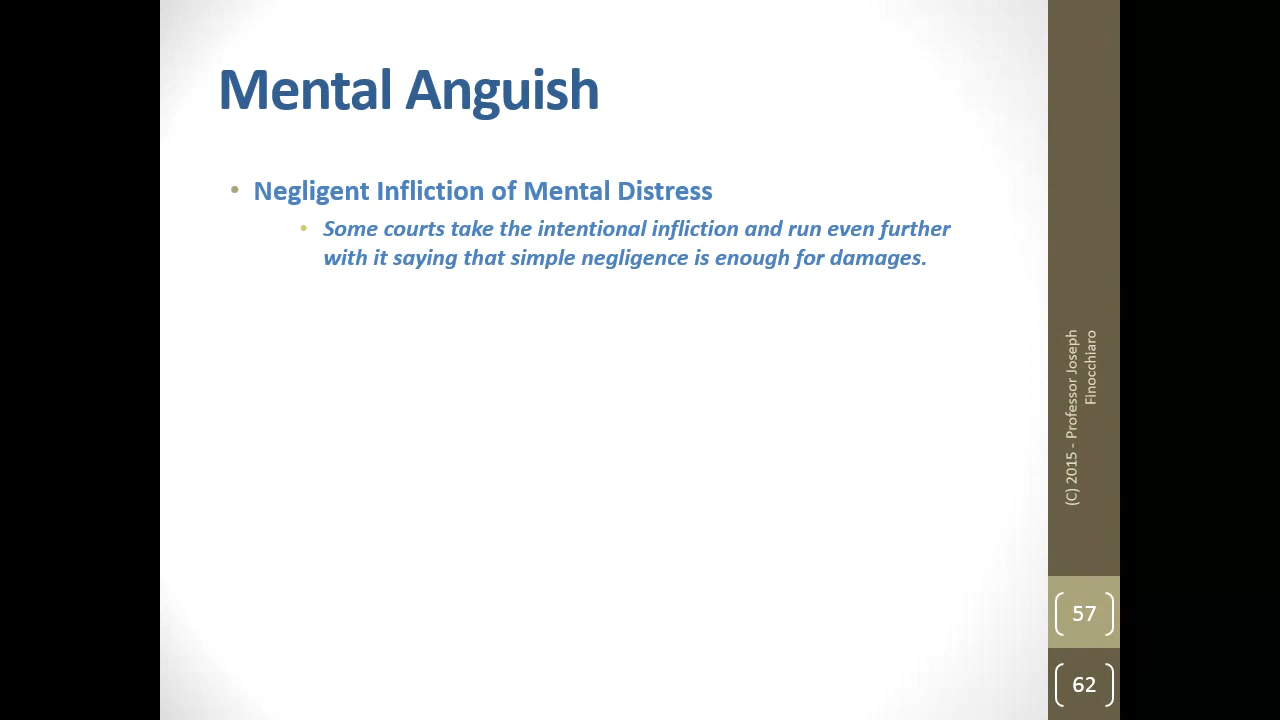 Mental Anguish
• Negligent Infliction of Mental Distress
• Some courts take the intentional infliction and run even further
with it saying that simple negligence is enough for damages.
(C) 2015 - Professor Joseph
Finocchiaro
57
62